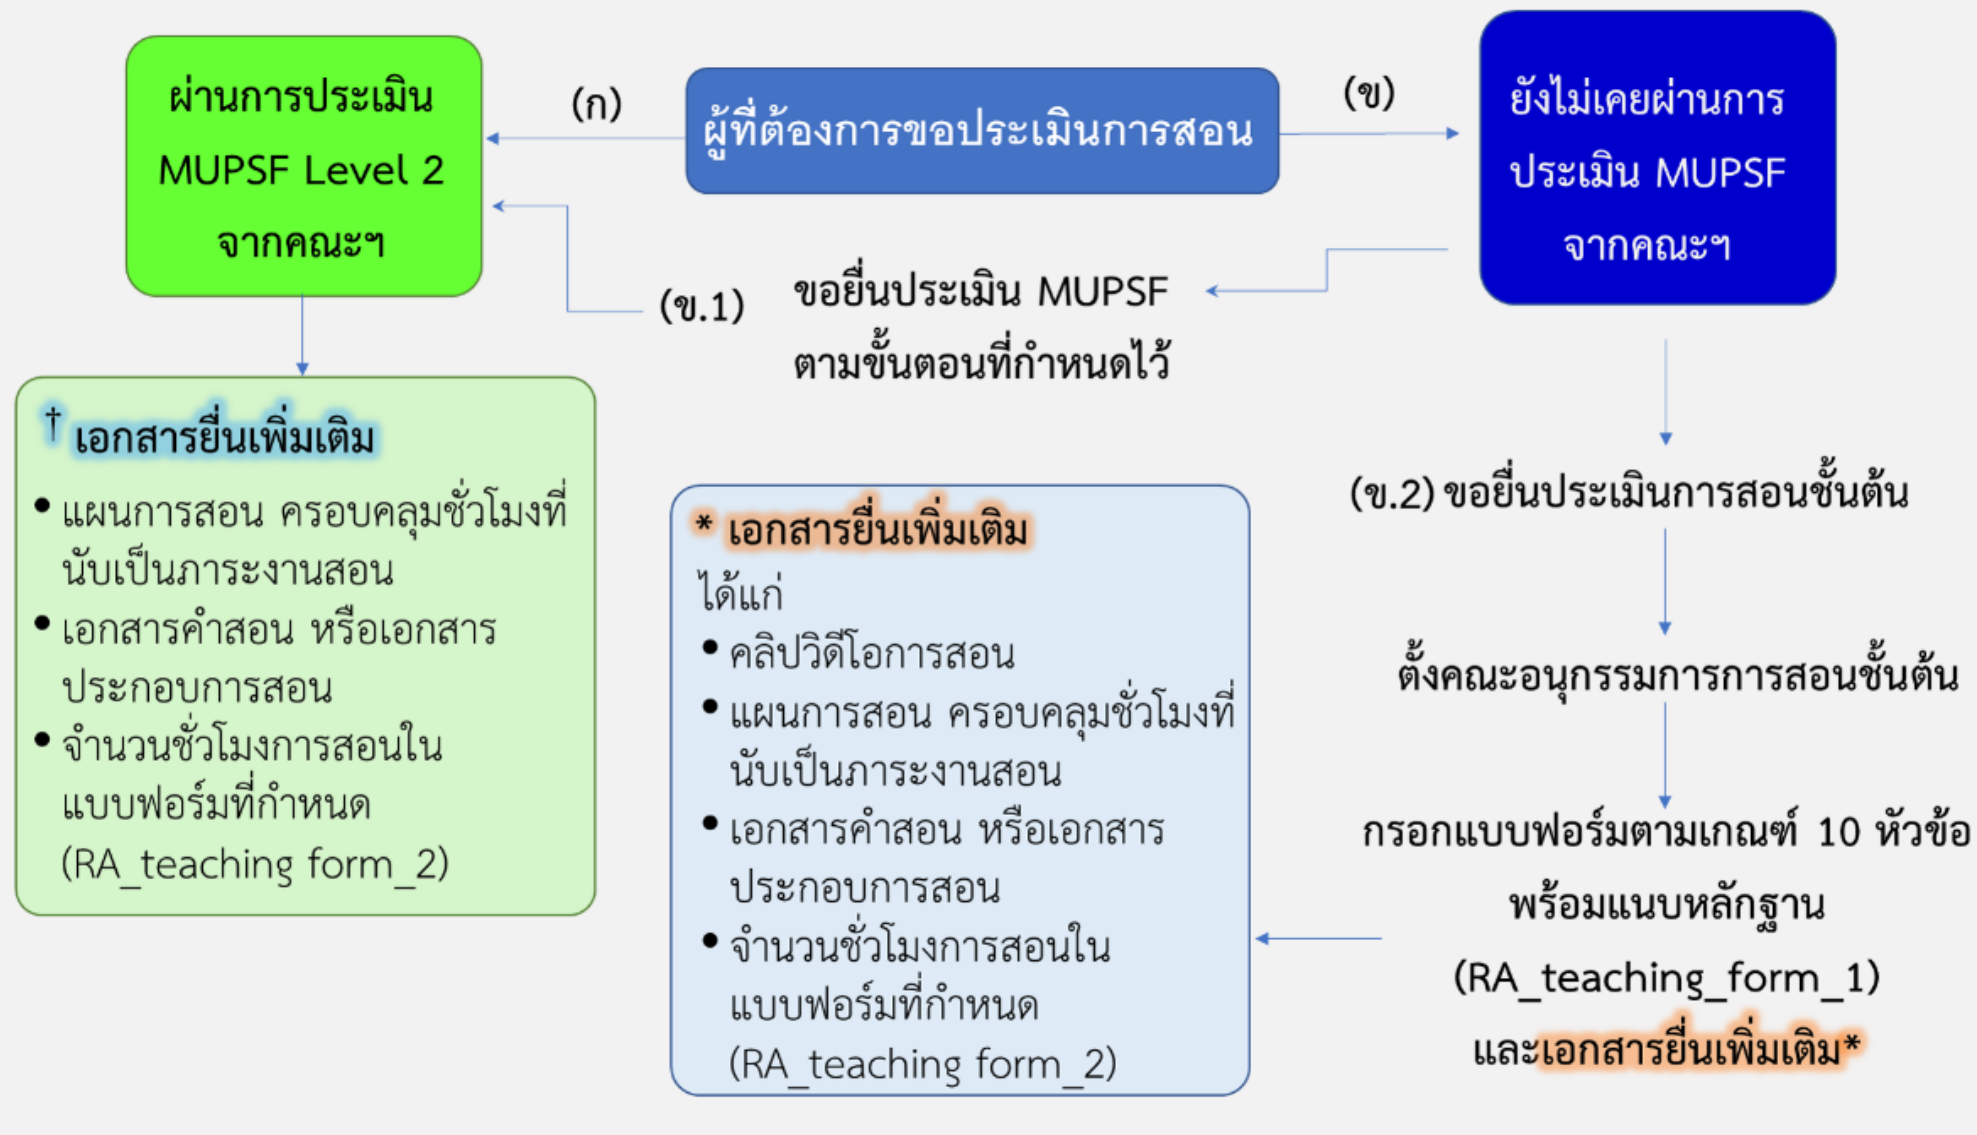 ผ่านการประเมิน
MUPSF Level 2
จากคณะฯ
(ก)
ผู้ที่ต้องการขอประเมินการสอน
(ข)
ยังไม่เคยผ่านการ
ประเมิน MUPSF
จากคณะฯ
(ข.1)
ขอยื่นประเมิน MUPSF
ตามขั้นตอนที่กำหนดไว้
† เอกสารยื่นเพิ่มเติม
• แผนการสอน ครอบคลุมชั่วโมงที่
นับเป็นภาระงานสอน
• เอกสารคำสอน หรือเอกสาร
ประกอบการสอน
• จำนวนชั่วโมงการสอนใน
แบบฟอร์มที่กำหนด
(RA_teaching form_2)
* เอกสารยื่นเพิ่มเติม
ได้แก่
• คลิปวิดีโอการสอน
• แผนการสอน ครอบคลุมชั่วโมงที่
นับเป็นภาระงานสอน
• เอกสารคำสอน หรือเอกสาร
ประกอบการสอน
• จำนวนชั่วโมงการสอนใน
แบบฟอร์มที่กำหนด
(RA_teaching form_2)
(ข.2) ขอยื่นประเมินการสอนชั้นต้น
ตั้งคณะอนุกรรมการการสอนชั้นต้น
กรอกแบบฟอร์มตามเกณฑ์ 10 หัวข้อ
พร้อมแนบหลักฐาน
(RA_teaching_form_1)
และเอกสารยื่นเพิ่มเติม*